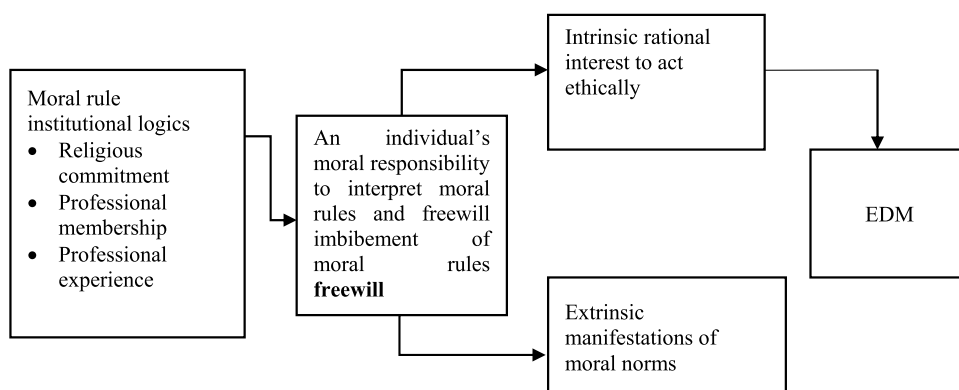 Moral rule
institutional logics
• Religious
commitment
• Professional
membership
• Professional
experience
An individual's
moral responsibility
to interpret moral
rules and freewill
imbibement of
moral rules
freewill
Intrinsic rational
interest to act
ethically
EDM
Extrinsic
manifestations of
moral norms